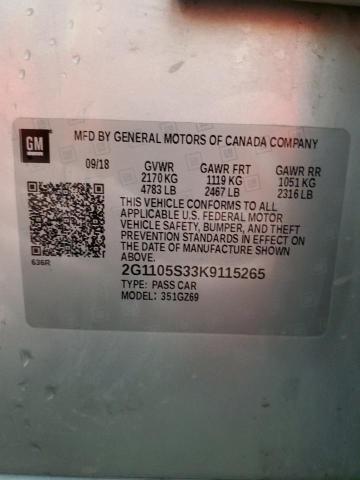 GM
MFD BY GENERAL MOTORS OF CANADA COMPANY
09/18 GVWR GAWR FRT GAWR RR
2170 KG 1119 KG 1051 KG
4783 LB 2467 LB 2316 LB
THIS VEHICLE CONFORMS TO ALL
APPLICABLE U.S. FEDERAL MOTOR
VEHICLE SAFETY, BUMPER, AND THEFT
PREVENTION STANDARDS IN EFFECT ON
THE DATE OF MANUFACTURE SHOWN
ABOVE.
636R
2G1105S33K9115265
TYPE: PASS CAR
MODEL: 351GZ69